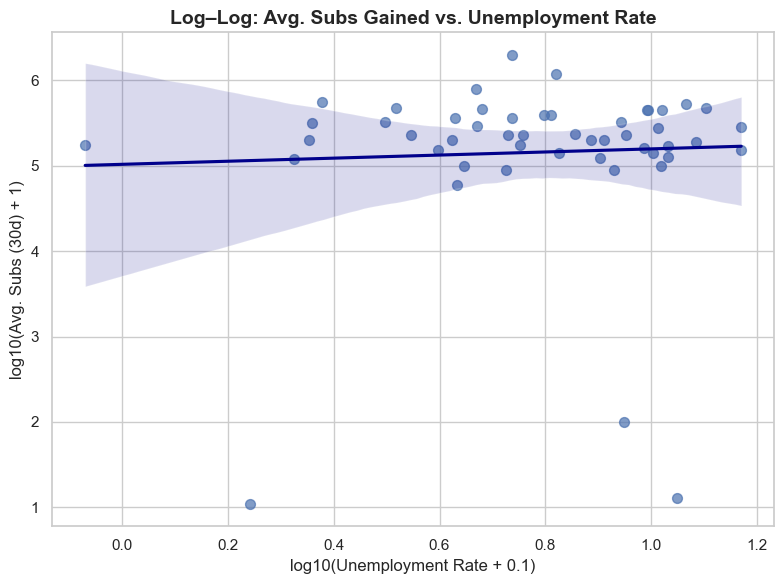 Log–Log: Avg. Subs Gained vs. Unemployment Rate
log10(Avg. Subs (30d) + 1)
6
5
4
3
2
1
0.0 0.2 0.4 0.6 0.8 1.0 1.2
log10(Unemployment Rate + 0.1)